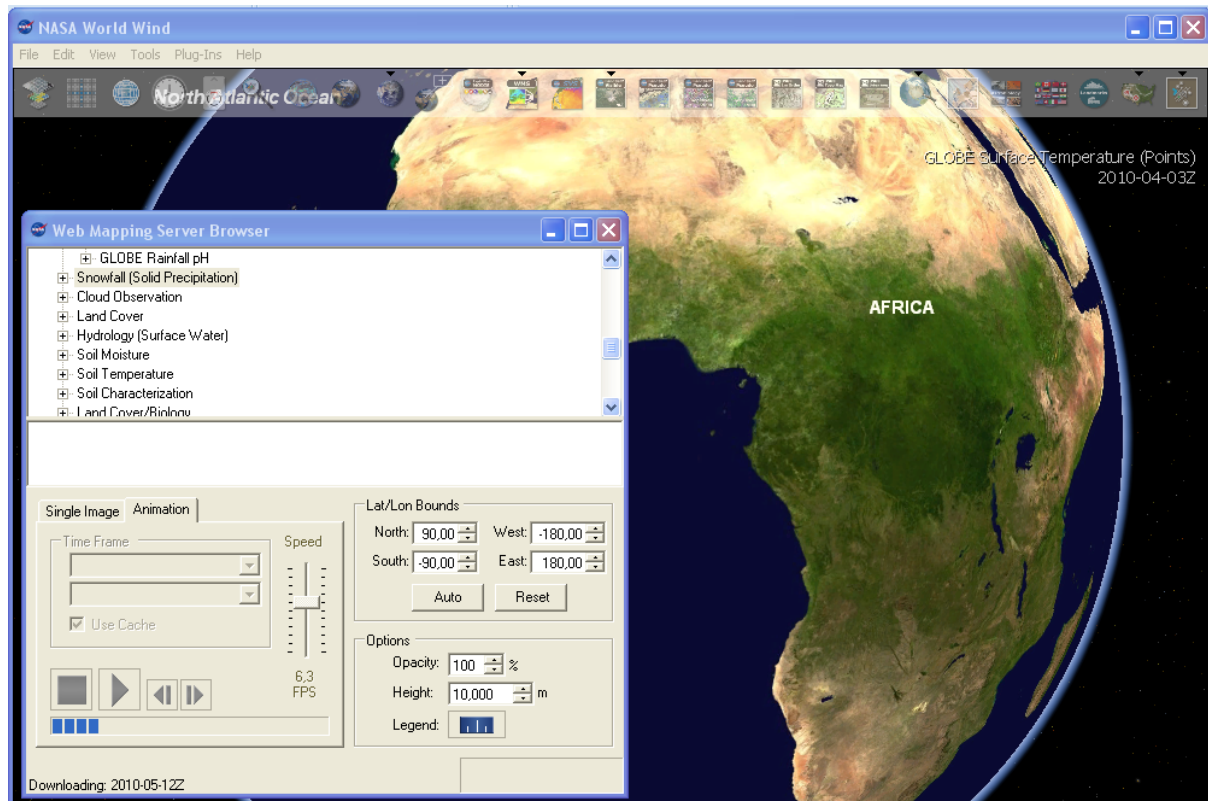 NASA World Wind
File Edit View Tools Plug-Ins Help
North Atlantic Ocean
WMS
GLOBE Surface Temperature (Points)
2010-04-03Z
AFRICA
Web Mapping Server Browser
GLOBE Rainfall pH
Snowfall (Solid Precipitation)
Cloud Observation
Land Cover
Hydrology (Surface Water)
Soil Moisture
Soil Temperature
Soil Characterization
Land Cover/Biology
Single Image Animation
Time Frame
Speed
Use Cache
6,3
FPS
Lat/Lon Bounds
North: 90,00 West: -180,00
South: -90,00 East: 180,00
Auto Reset
Options
Opacity: 100 %
Height: 10,000 m
Legend:
Downloading: 2010-05-12Z